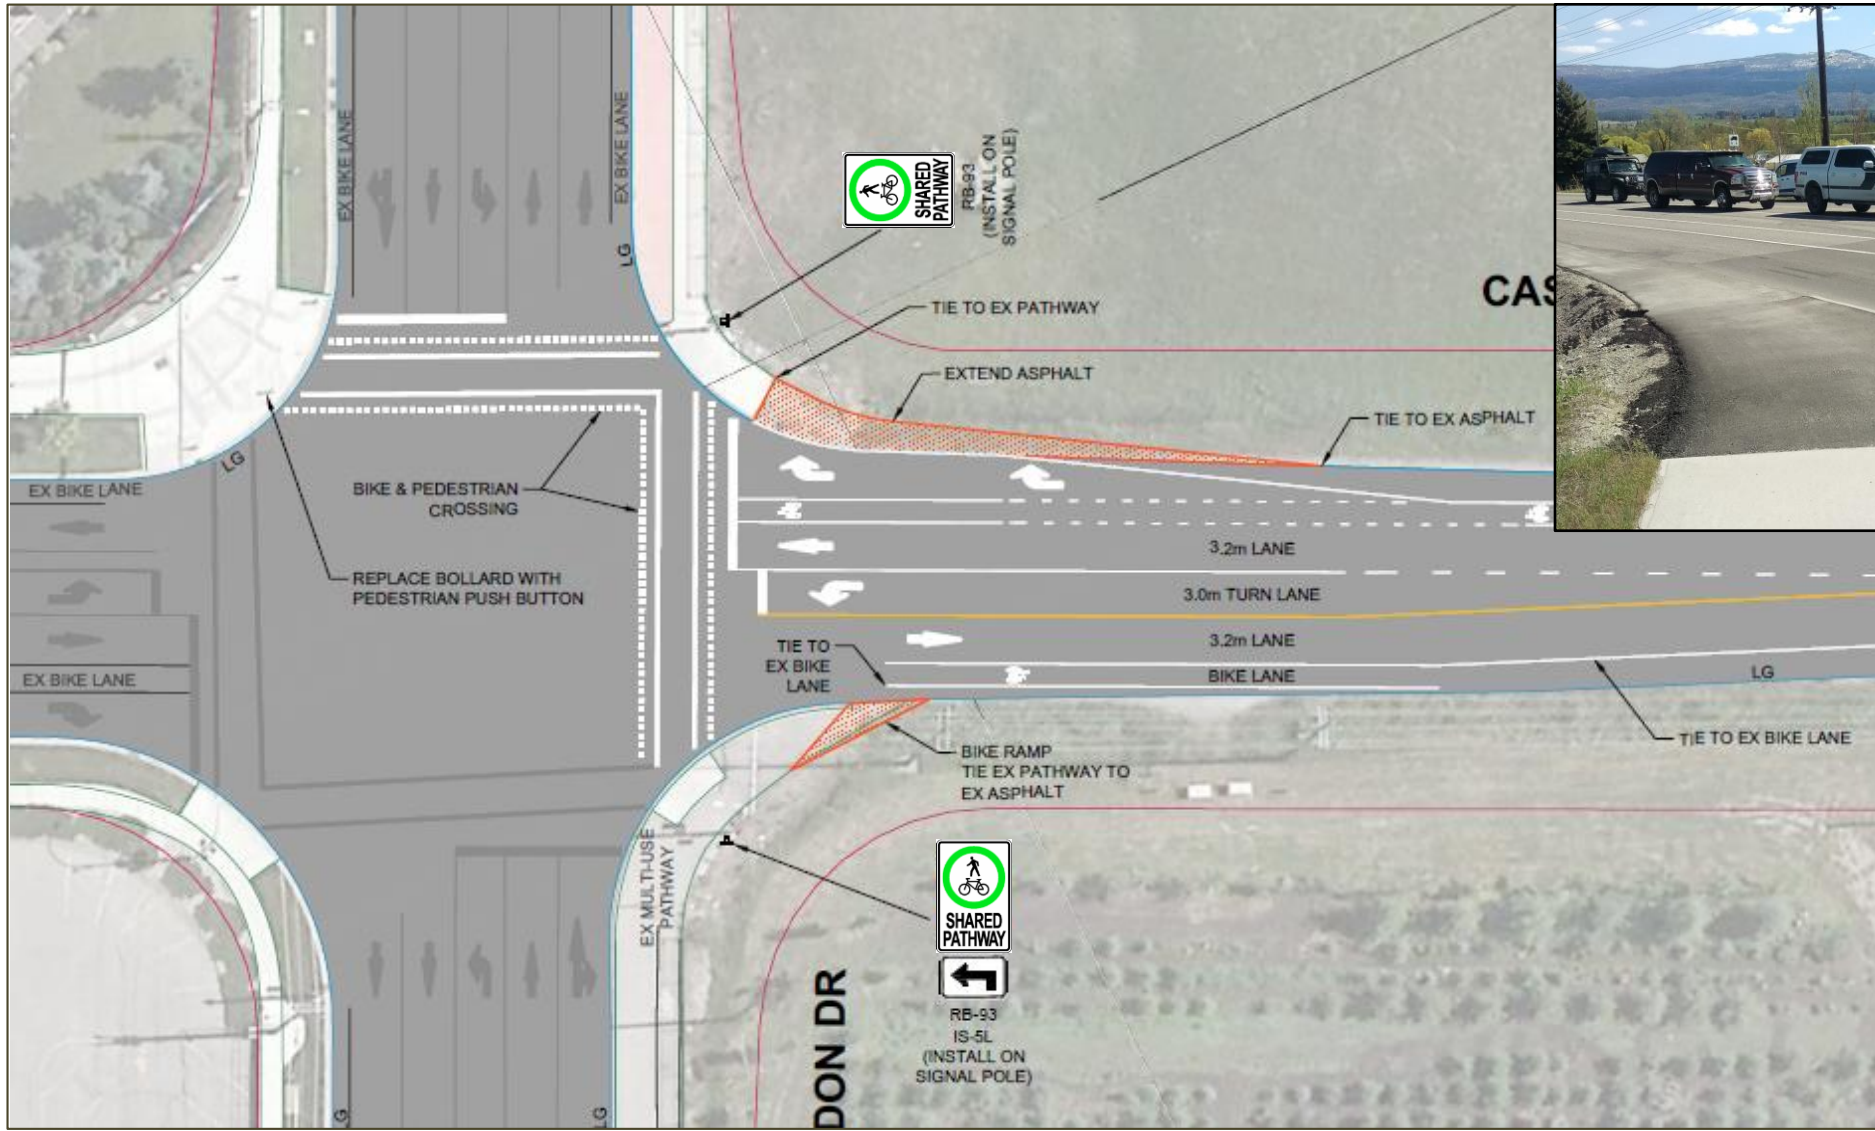 EX BIKE LANE
EX BIKE LANE
LG
SHARED
PATHWAY
RB-93
(INSTALL ON
SIGNAL POLE)
TIE TO EX PATHWAY
CAS
EXTEND ASPHALT
TIE TO EX ASPHALT
LG
EX BIKE LANE
BIKE & PEDESTRIAN
CROSSING
REPLACE BOLLARD WITH
PEDESTRIAN PUSH BUTTON
3.2m LANE
3.0m TURN LANE
3.2m LANE
BIKE LANE
LG
TIE TO
EX BIKE
LANE
EX BIKE LANE
BIKE RAMP
TIE EX PATHWAY TO
EX ASPHALT
TIE TO EX BIKE LANE
EX MULTI-USE
PATHWAY
SHARED
PATHWAY
RB-93
IS-5L
(INSTALL ON
SIGNAL POLE)
DON DR
LG
LG